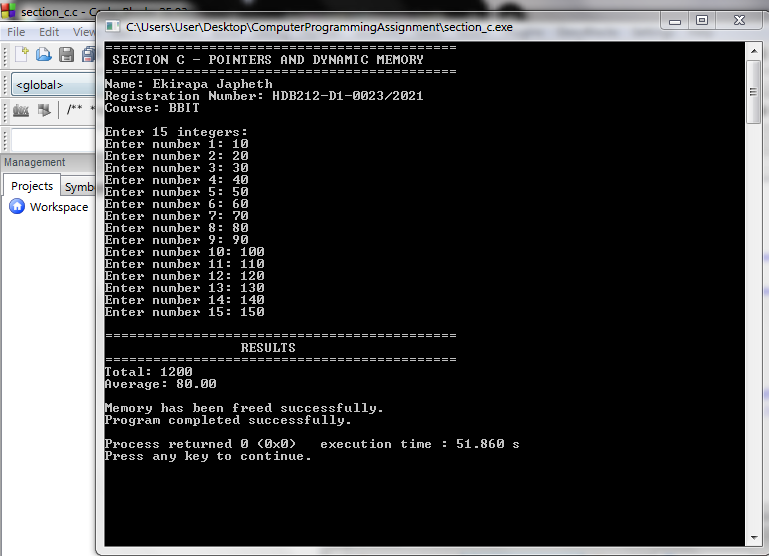 section_c.c - Code::Blocks 25.03
C:\Users\User\Desktop\ComputerProgrammingAssignment\section_c.exe
File Edit View
<global>
/** *
Management
Projects Symb
Workspace
============================================
SECTION C - POINTERS AND DYNAMIC MEMORY
============================================
Name: Ekirapa Japheth
Registration Number: HDB212-D1-0023/2021
Course: BBIT
Enter 15 integers:
Enter number 1: 10
Enter number 2: 20
Enter number 3: 30
Enter number 4: 40
Enter number 5: 50
Enter number 6: 60
Enter number 7: 70
Enter number 8: 80
Enter number 9: 90
Enter number 10: 100
Enter number 11: 110
Enter number 12: 120
Enter number 13: 130
Enter number 14: 140
Enter number 15: 150
============================================
RESULTS
============================================
Total: 1200
Average: 80.00
Memory has been freed successfully.
Program completed successfully.
Process returned 0 (0x0) execution time : 51.860 s
Press any key to continue.